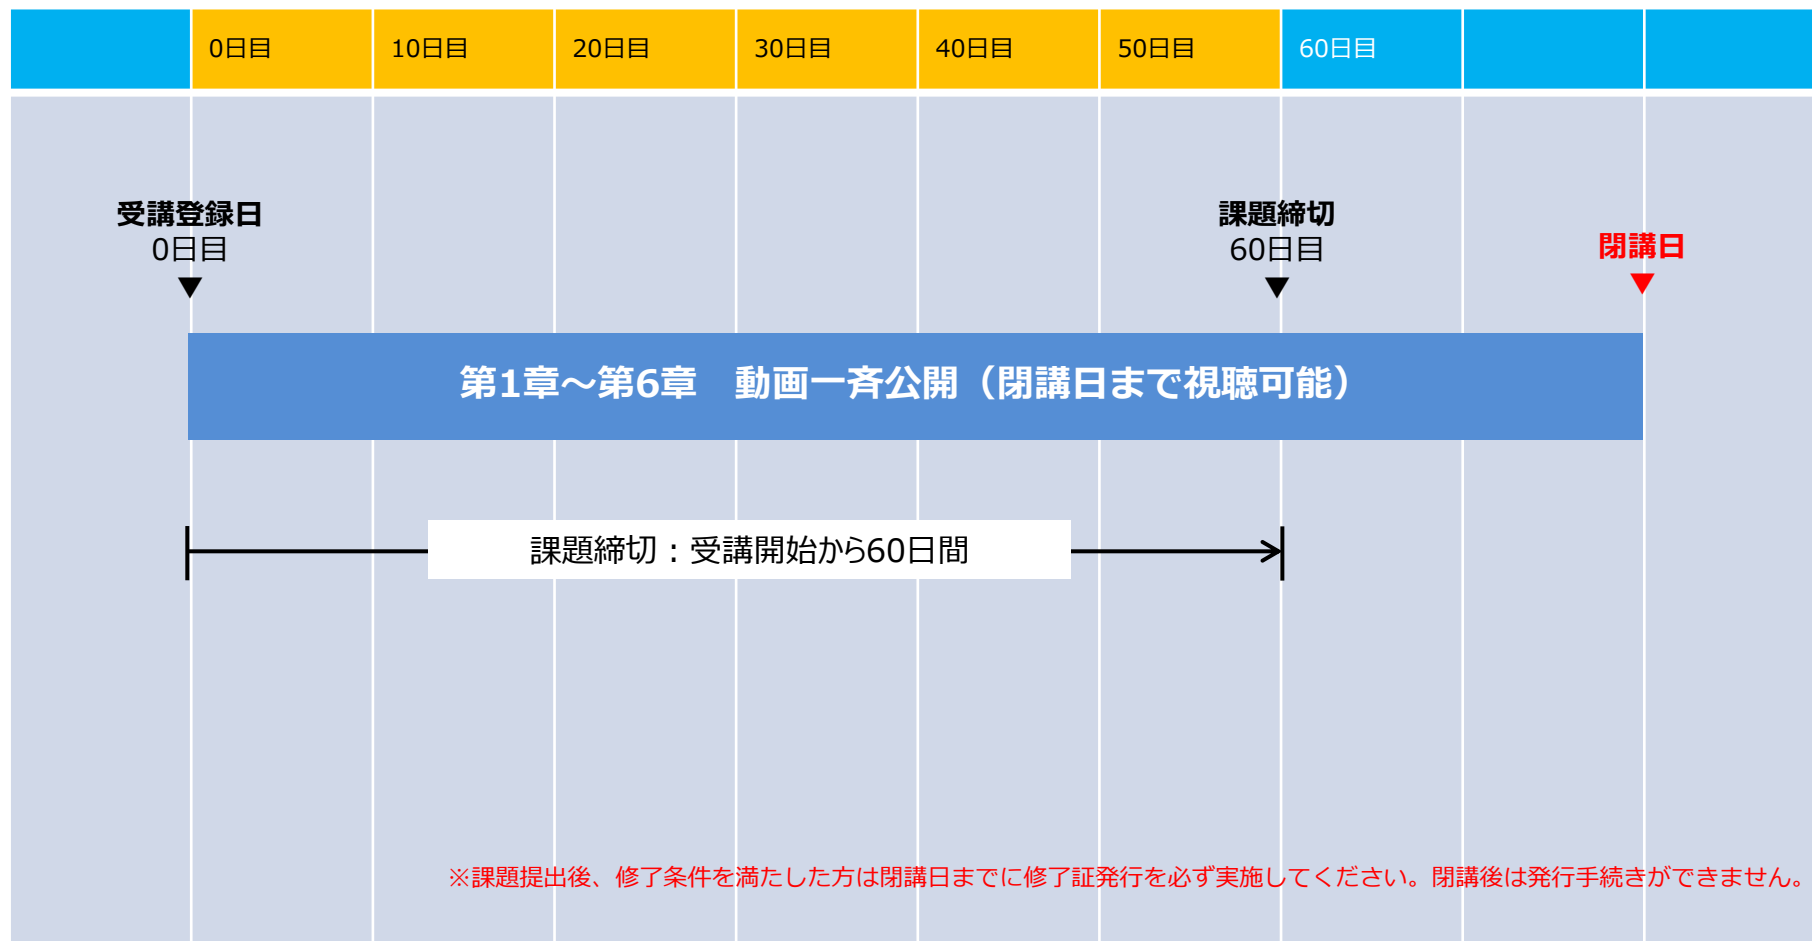 0日目
10日目
20日目
30日目
40日目
50日目
60日目
受講登録日
0日目
課題締切
60日目
閉講日
第1章～第6章　動画一斉公開（閉講日まで視聴可能）
課題締切：受講開始から60日間
※課題提出後、修了条件を満たした方は閉講日までに修了証発行を必ず実施してください。閉講後は発行手続きができません。